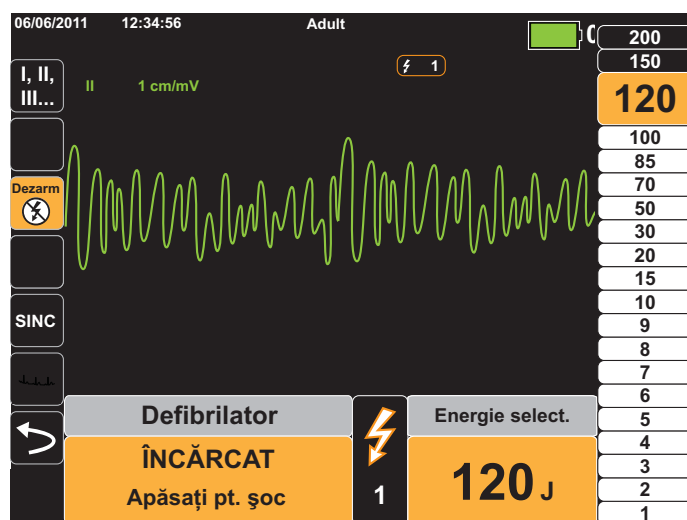 06/06/2011 12:34:56 Adult
1
I, II,
III...
II 1 cm/mV
Dezarm
SINC
Defibrilator
ÎNCĂRCAT
Apăsați pt. şoc
1
Energie select.
120 J
200
150
120
100
85
70
50
30
20
15
10
9
8
7
6
5
4
3
2
1